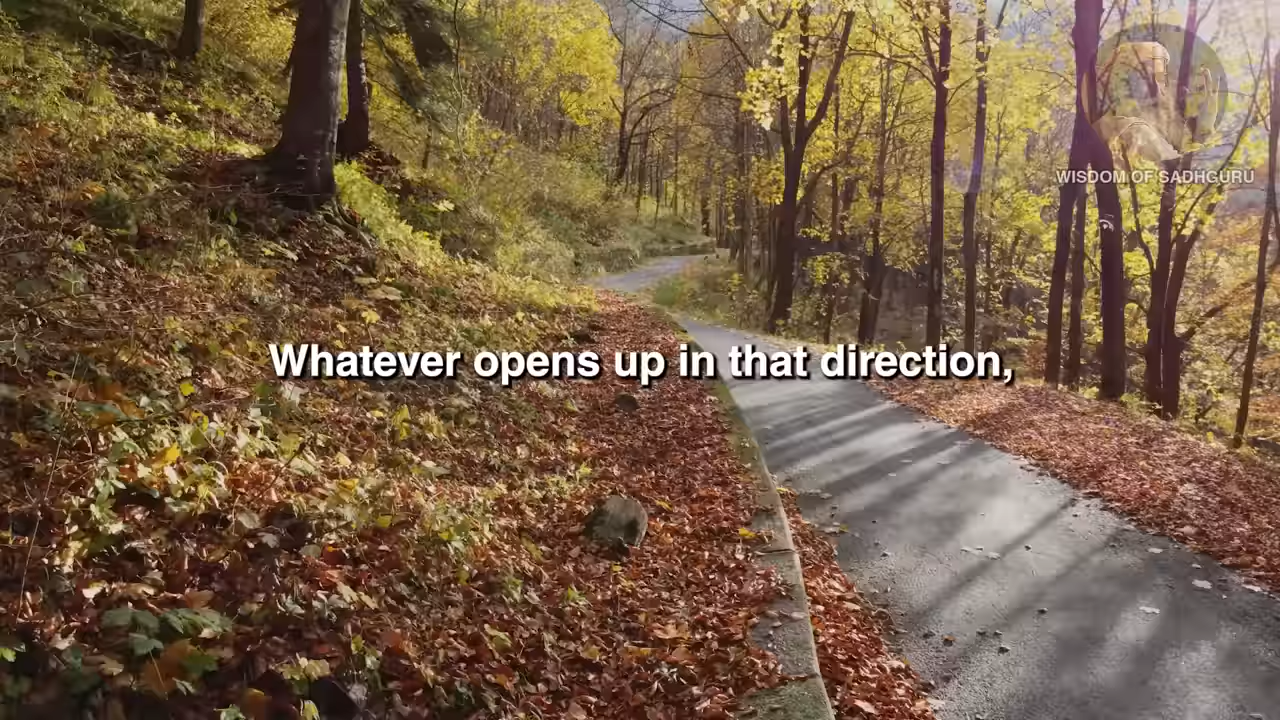 WISDOM OF SADHGURU
Whatever opens up in that direction,